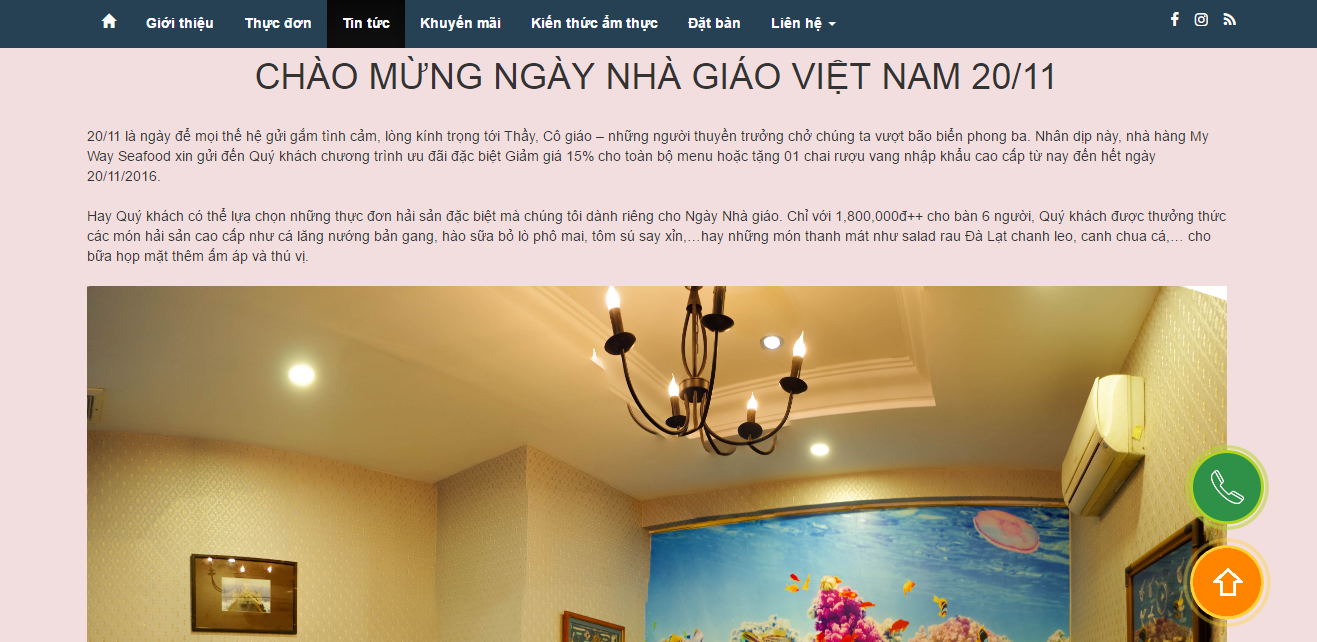 Giới thiệu Thực đơn Tin tức Khuyến mãi Kiến thức ẩm thực Đặt bàn Liên hệ
CHÀO MỪNG NGÀY NHÀ GIÁO VIỆT NAM 20/11
20/11 là ngày để mọi thế hệ gửi gắm tình cảm, lòng kính trọng tới Thầy, Cô giáo – những người thuyền trưởng chở chúng ta vượt bão biển phong ba. Nhân dịp này, nhà hàng My
Way Seafood xin gửi đến Quý khách chương trình ưu đãi đặc biệt Giảm giá 15% cho toàn bộ menu hoặc tặng 01 chai rượu vang nhập khẩu cao cấp từ nay đến hết ngày
20/11/2016.
Hay Quý khách có thể lựa chọn những thực đơn hải sản đặc biệt mà chúng tôi dành riêng cho Ngày Nhà giáo. Chỉ với 1,800,000đ++ cho bàn 6 người, Quý khách được thưởng thức
các món hải sản cao cấp như cá lăng nướng bản gang, hào sữa bỏ lò phô mai, tôm sú say xỉn,…hay những món thanh mát như salad rau Đà Lạt chanh leo, canh chua cá,… cho
bữa họp mặt thêm ấm áp và thú vị.